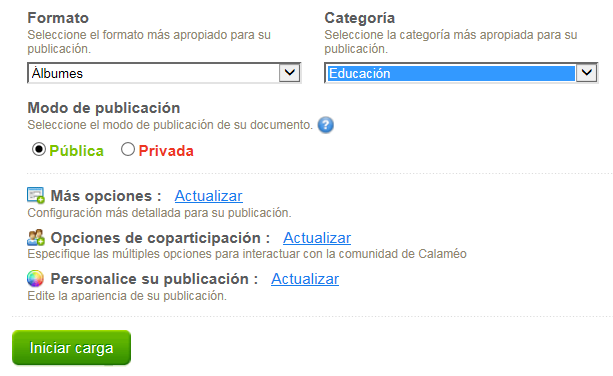 Formato
Seleccione el formato más apropiado para su
publicación.
Álbumes
Categoría
Seleccione la categoría más apropiada para su
publicación.
Educación
Modo de publicación
Seleccione el modo de publicación de su documento. ?
Pública Privada
Más opciones : Actualizar
Configuración más detallada para su publicación.
Opciones de coparticipación : Actualizar
Especifique las múltiples opciones para interactuar con la comunidad de Calaméo
Personalice su publicación : Actualizar
Edite la apariencia de su publicación.
Iniciar carga